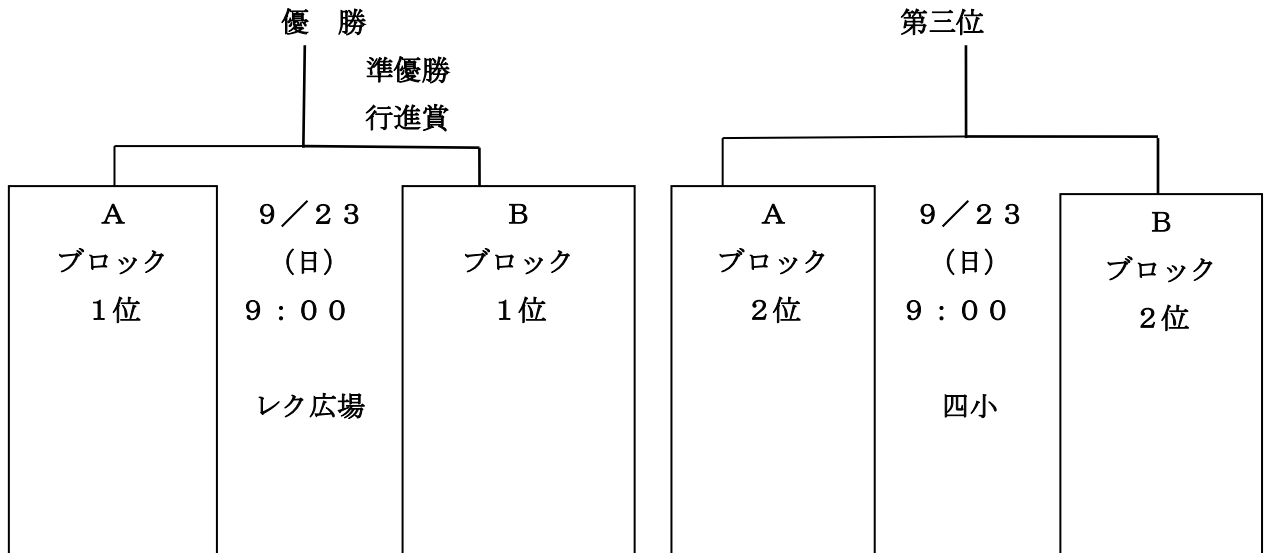 優　勝
準優勝
行進賞
A
ブロック
１位
９／２３
（日）
９：００
レク広場
B
ブロック
１位
第三位
A
ブロック
２位
９／２３
（日）
９：００
四小
B
ブロック
２位